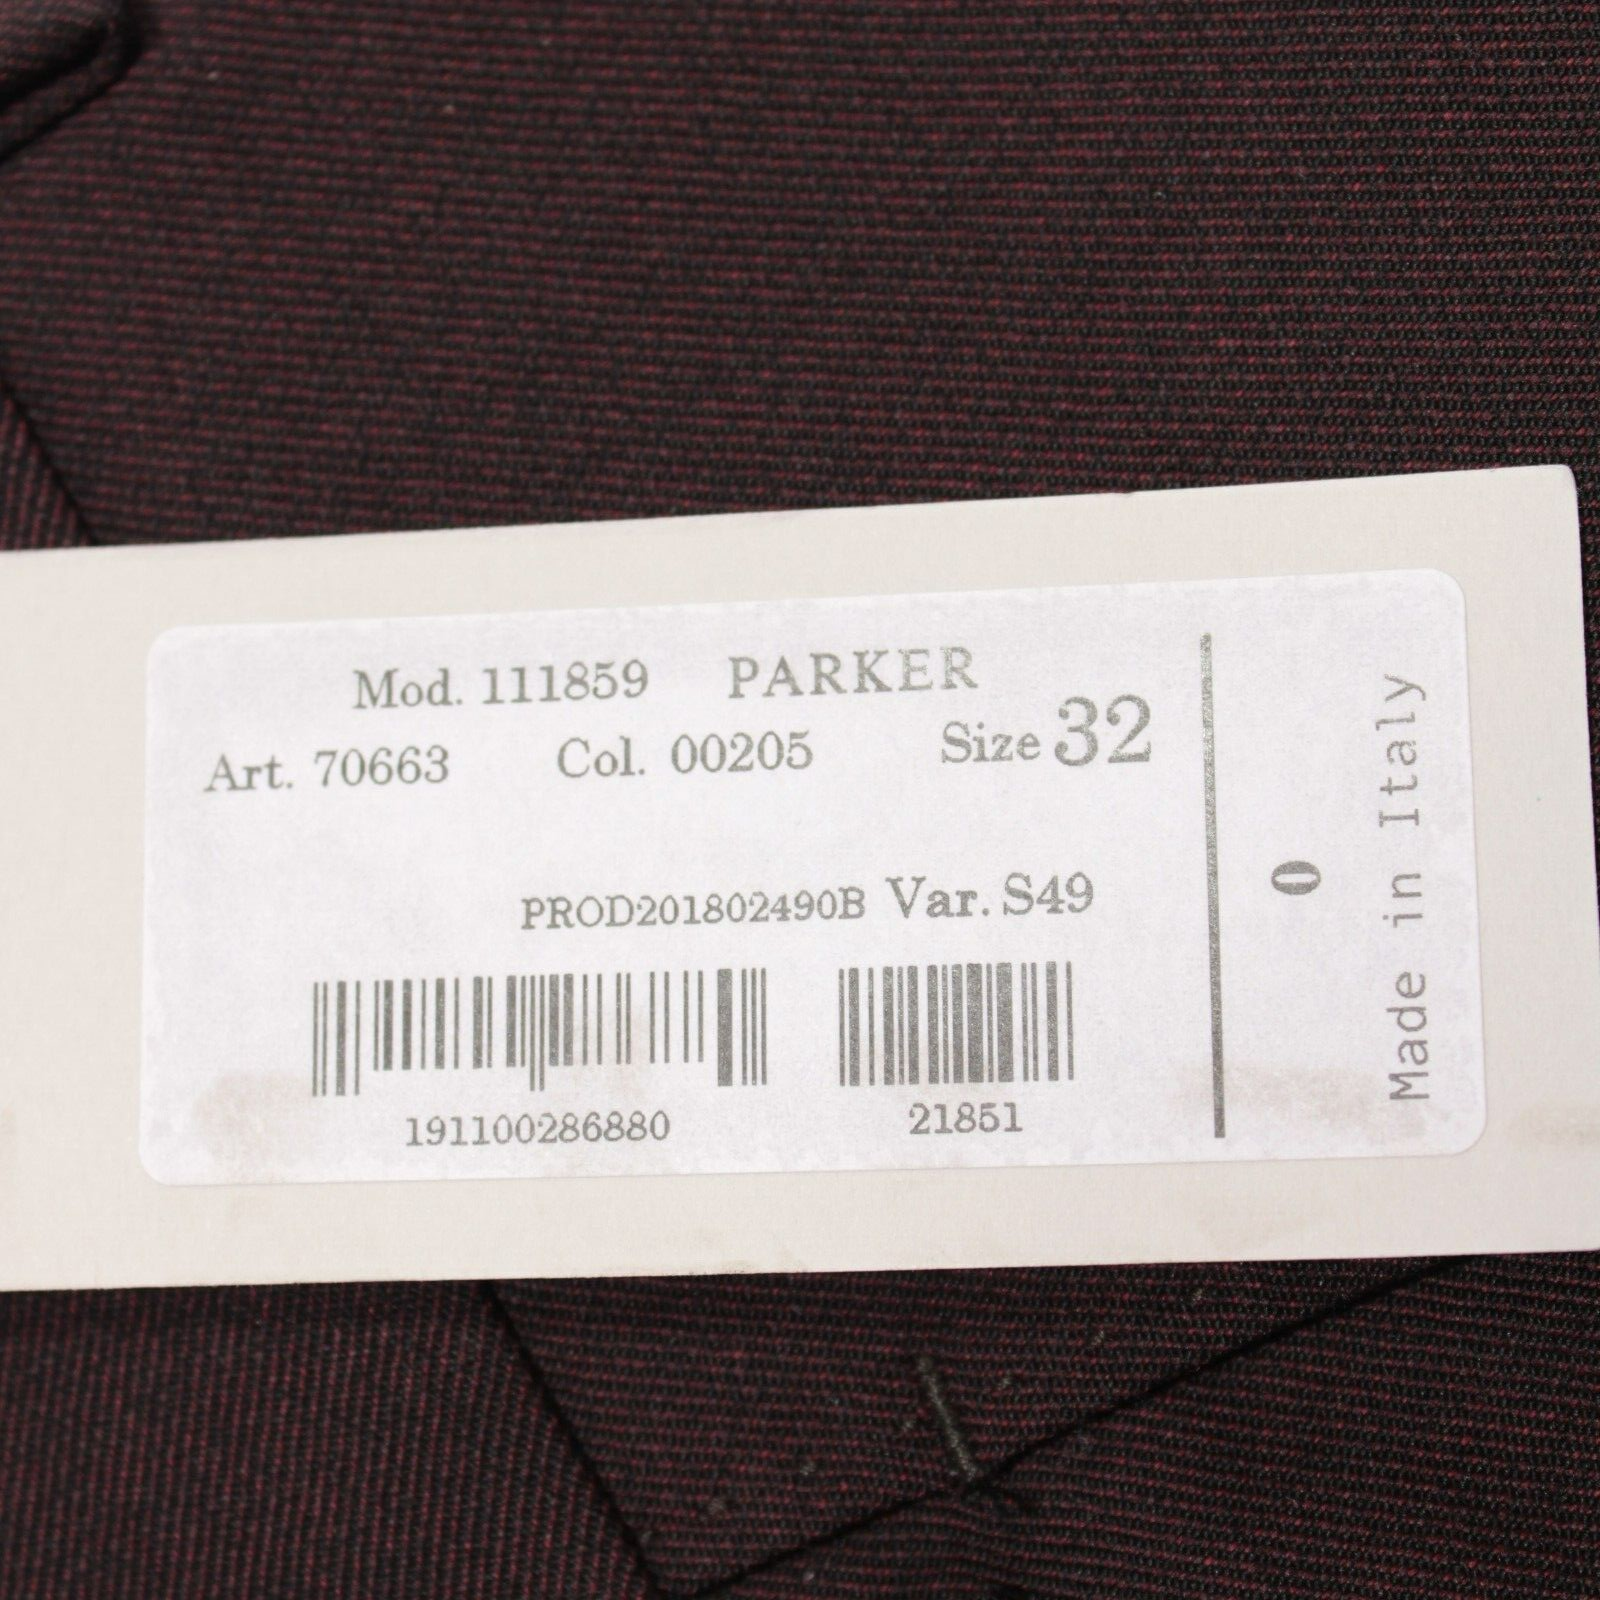 Mod. 111859 PARKER
Art. 70663 Col. 00205 Size 32
PROD201802490B Var. S49
191100286880 21851
0
Made in Italy